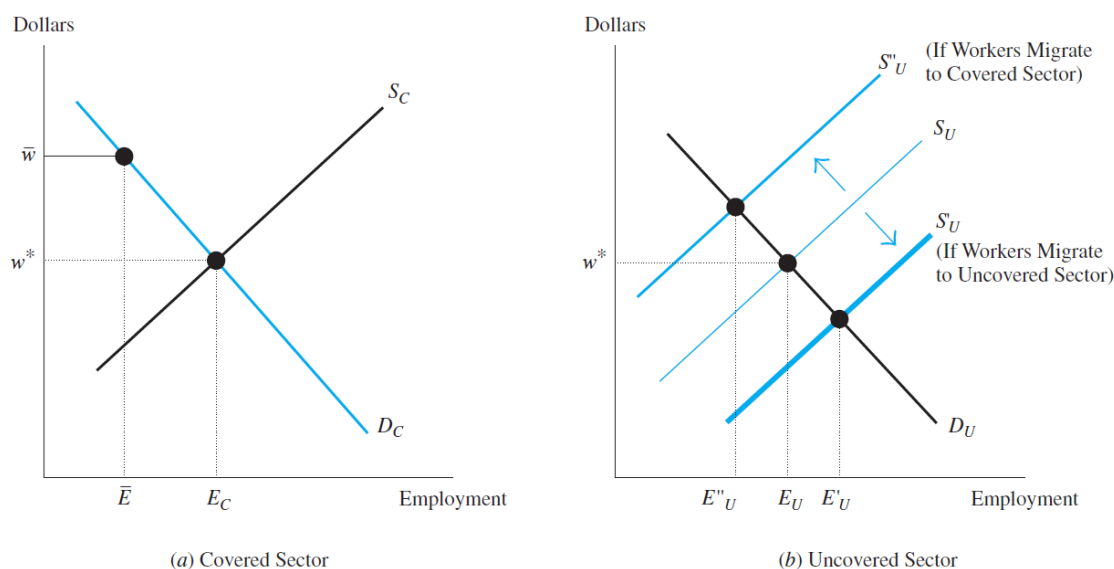 Dollars
S_C
w̅
w*
D_C
E̅
E_C
Employment
(a) Covered Sector
Dollars
S"_U
(If Workers Migrate
to Covered Sector)
S_U
S'_U
(If Workers Migrate
to Uncovered Sector)
w*
D_U
E"_U
E_U
E'_U
Employment
(b) Uncovered Sector